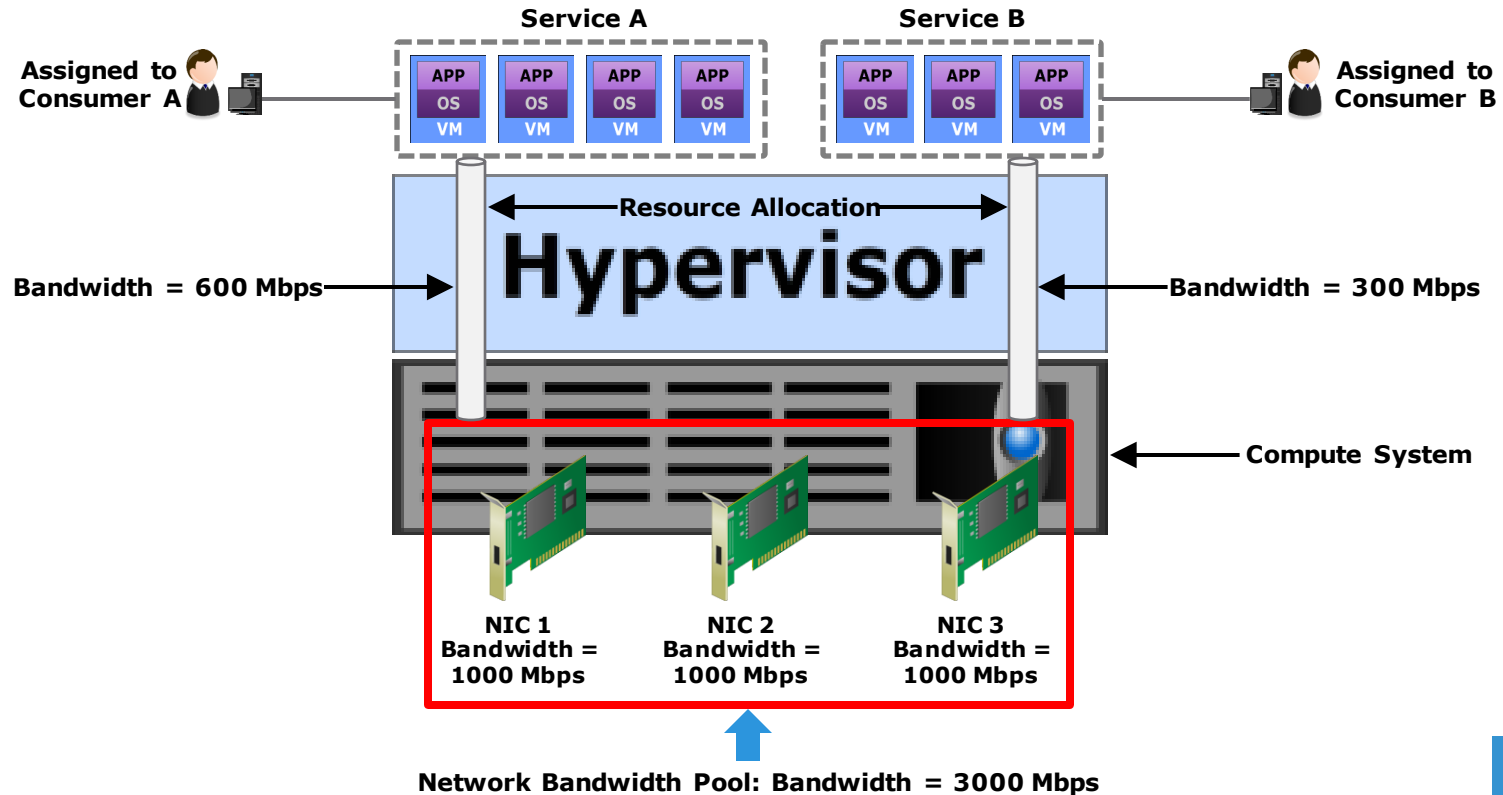 Service A
Service B
Assigned to
Consumer A
APP
OS
VM
APP
OS
VM
APP
OS
VM
APP
OS
VM
APP
OS
VM
APP
OS
VM
APP
OS
VM
Assigned to
Consumer B
Resource Allocation
Hypervisor
Bandwidth = 600 Mbps
Bandwidth = 300 Mbps
Compute System
NIC 1
Bandwidth =
1000 Mbps
NIC 2
Bandwidth =
1000 Mbps
NIC 3
Bandwidth =
1000 Mbps
Network Bandwidth Pool: Bandwidth = 3000 Mbps